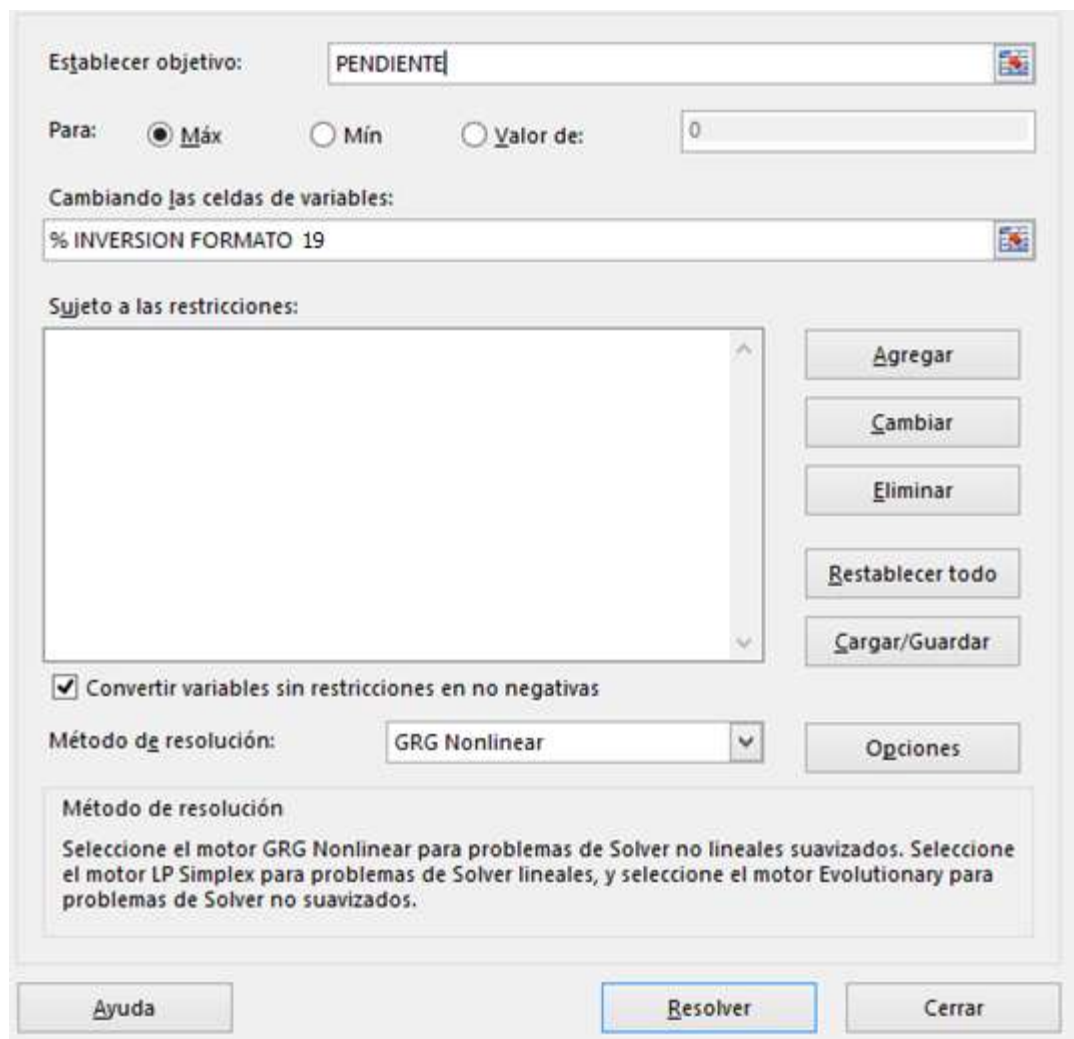 Establecer objetivo: PENDIENTE
Para: Máx Mín Valor de: 0
Cambiando las celdas de variables:
% INVERSION FORMATO 19
Sujeto a las restricciones:
Agregar
Cambiar
Eliminar
Restablecer todo
Cargar/Guardar
Convertir variables sin restricciones en no negativas
Método de resolución: GRG Nonlinear Opciones
Método de resolución
Seleccione el motor GRG Nonlinear para problemas de Solver no lineales suavizados. Seleccione
el motor LP Simplex para problemas de Solver lineales, y seleccione el motor Evolutionary para
problemas de Solver no suavizados.
Ayuda Resolver Cerrar